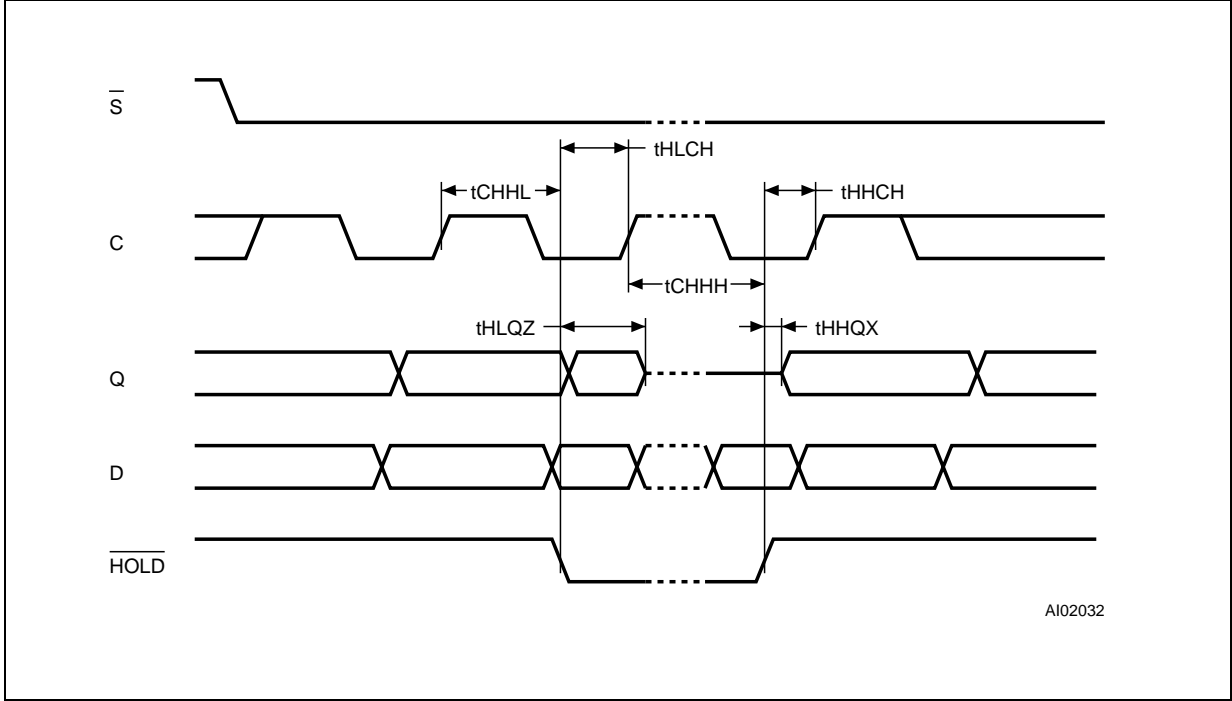 S
tHLCH
tCHHL
tHHCH
C
tCHHH
tHLQZ
tHHQX
Q
D
HOLD
AI02032